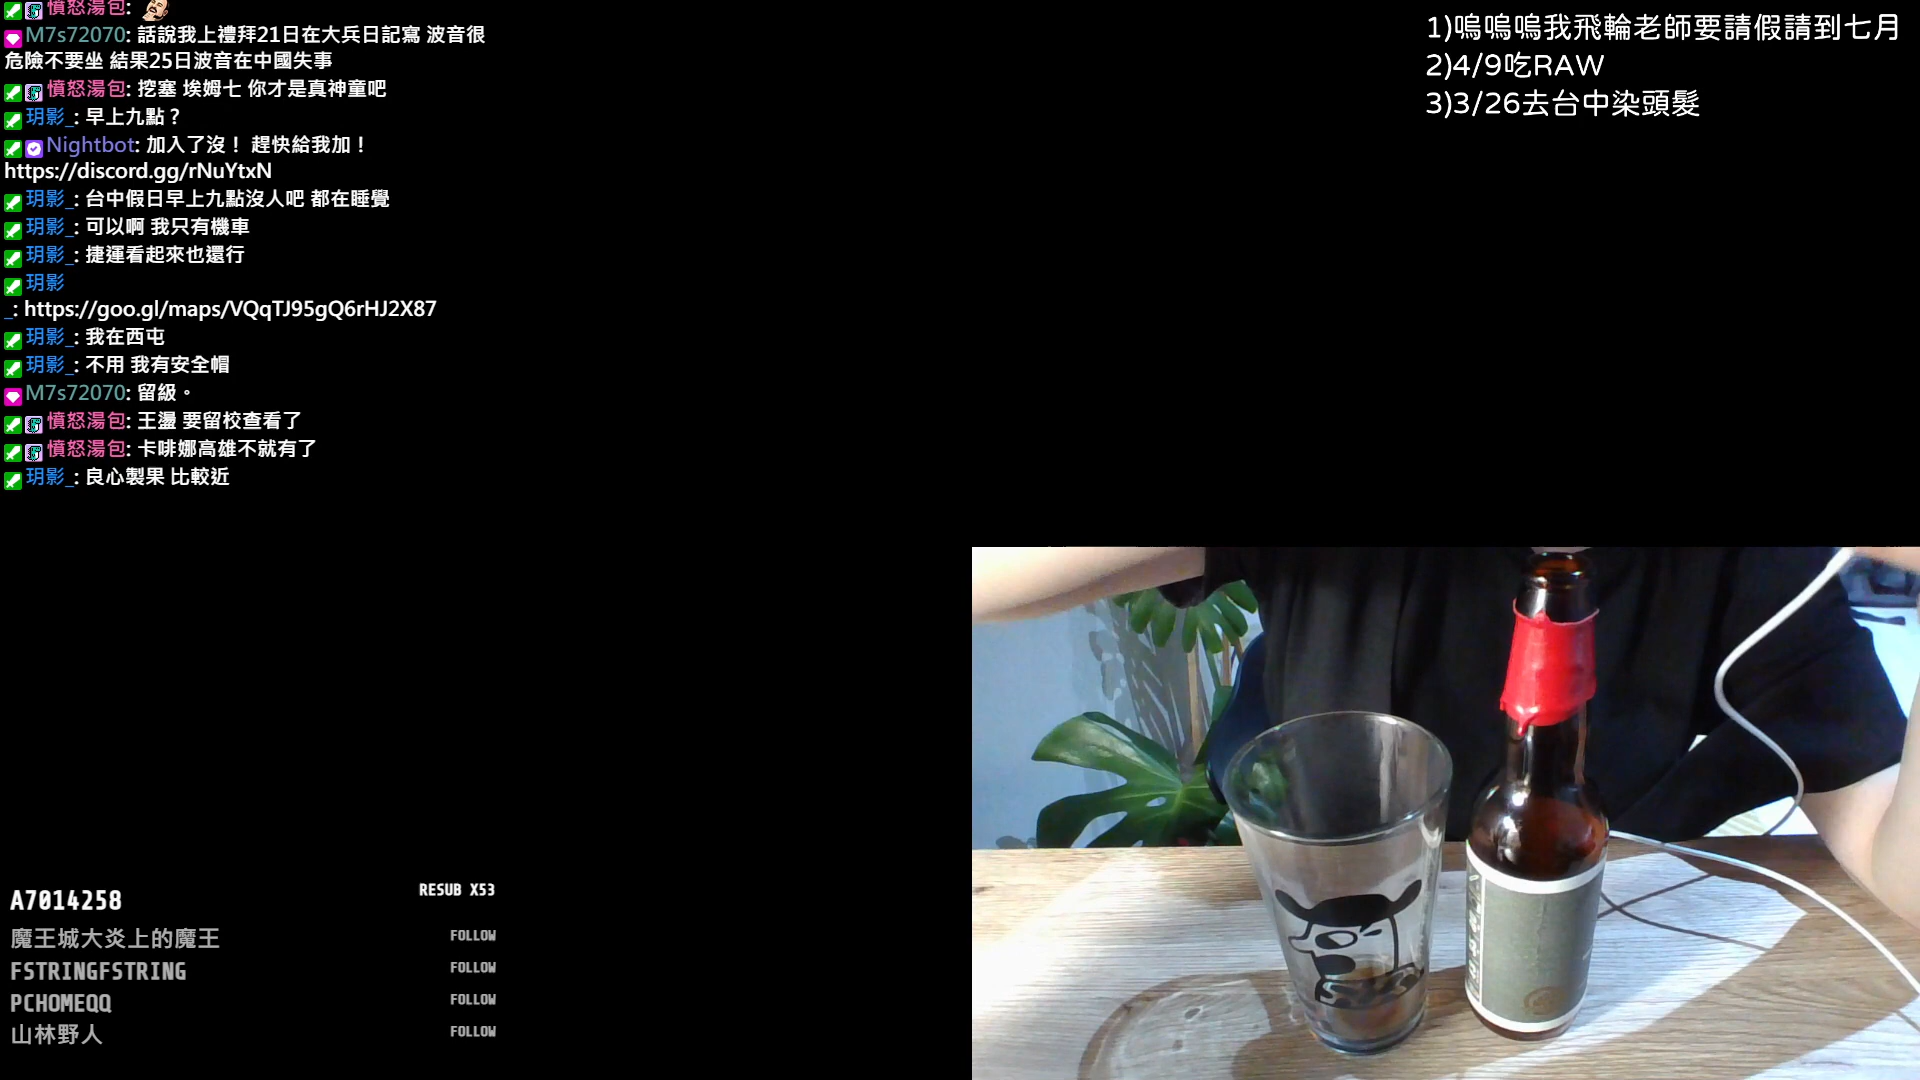 憤怒湯包:
M7s72070: 話說我上禮拜21日在大兵日記寫 波音很
危險不要坐 結果25日波音在中國失事
憤怒湯包: 挖塞 埃姆七 你才是真神童吧
玥影_: 早上九點？
Nightbot: 加入了沒！ 趕快給我加！
https://discord.gg/rNuYtxN
玥影_: 台中假日早上九點沒人吧 都在睡覺
玥影_: 可以啊 我只有機車
玥影_: 捷運看起來也還行
玥影
_: https://goo.gl/maps/VQqTJ95gQ6rHJ2X87
玥影_: 我在西屯
玥影_: 不用 我有安全帽
M7s72070: 留級。
憤怒湯包: 王盪 要留校查看了
憤怒湯包: 卡啡娜高雄不就有了
玥影_: 良心製果 比較近
1)嗚嗚嗚我飛輪老師要請假請到七月
2)4/9吃RAW
3)3/26去台中染頭髮
A7014258 RESUB X53
魔王城大炎上的魔王 FOLLOW
FSTRINGFSTRING FOLLOW
PCHOMEQQ FOLLOW
山林野人 FOLLOW